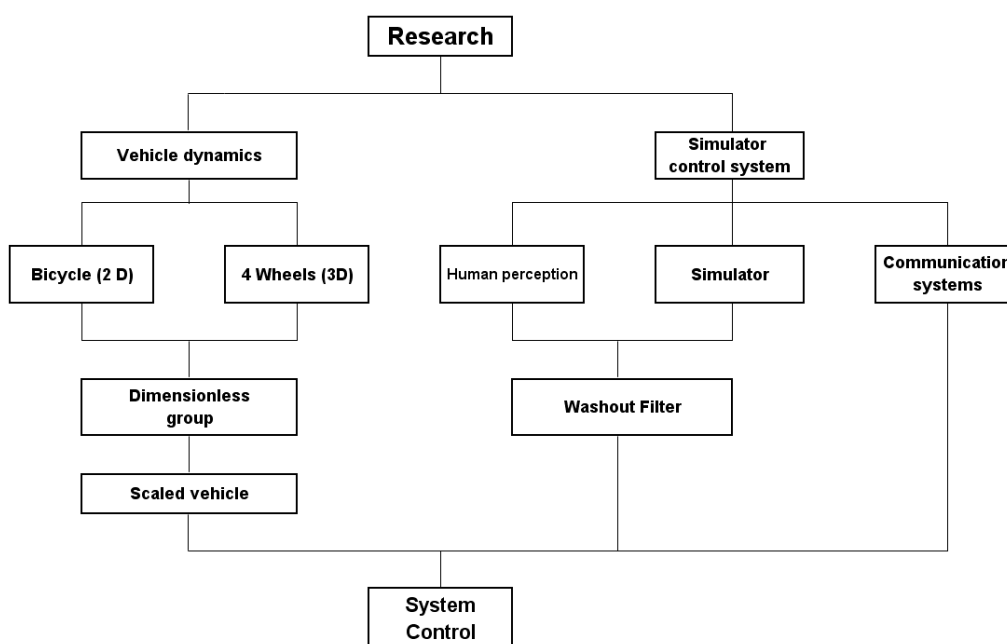 Research
Vehicle dynamics
Simulator
control system
Bicycle (2 D)
4 Wheels (3D)
Human perception
Simulator
Communication
systems
Dimensionless
group
Washout Filter
Scaled vehicle
System
Control